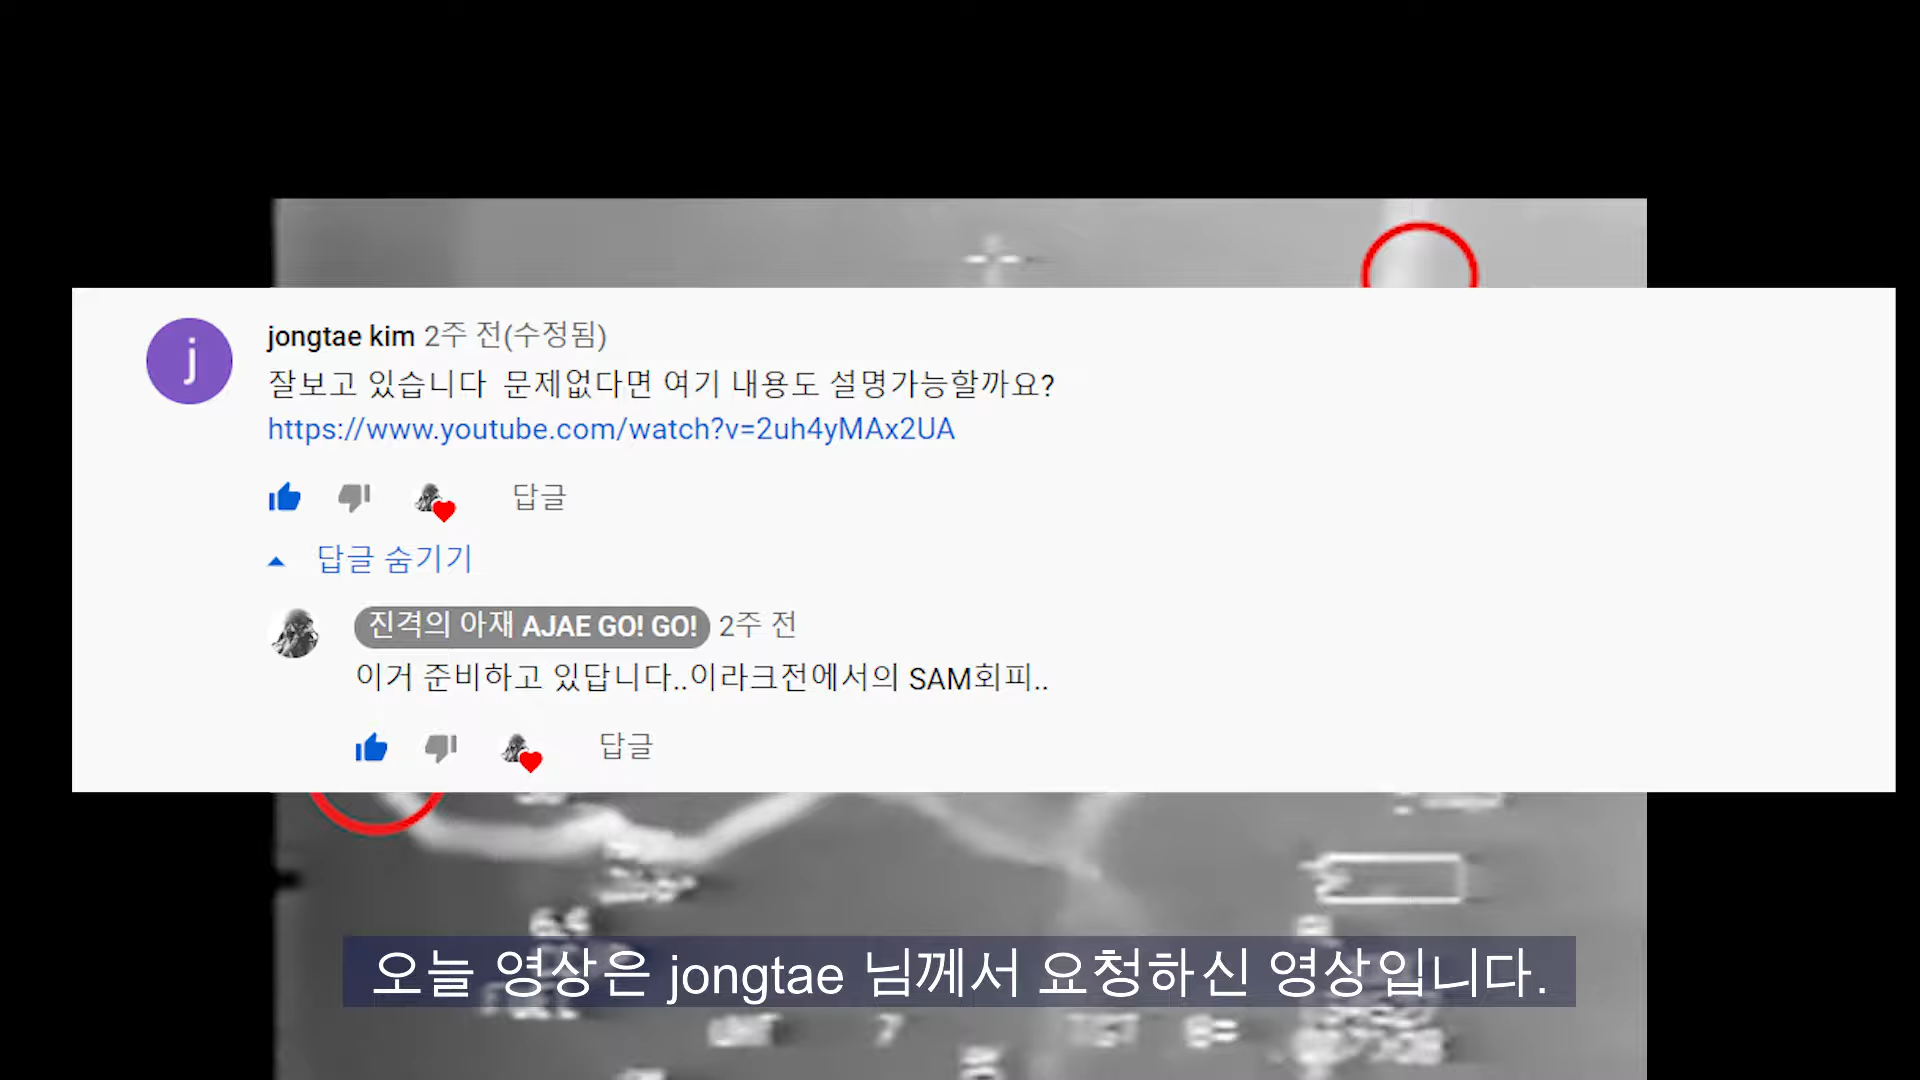 j
jongtae kim 2주 전(수정됨)
잘보고 있습니다 문제없다면 여기 내용도 설명가능할까요?
https://www.youtube.com/watch?v=2uh4yMAx2UA
답글
답글 숨기기
진격의 아재 AJAE GO! GO! 2주 전
이거 준비하고 있답니다..이라크전에서의 SAM회피..
답글
오늘 영상은 jongtae 님께서 요청하신 영상입니다.
7